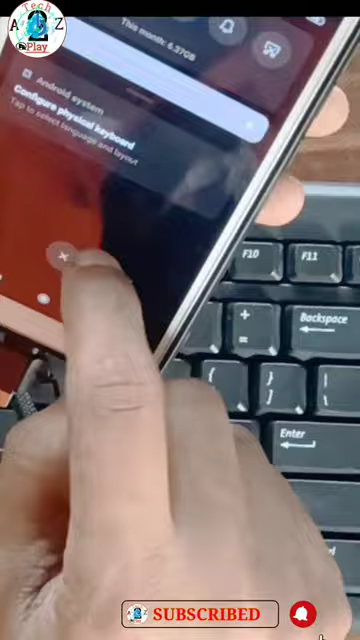 Tech
A 2 Z
Play
This month: 6.37GB
Android system
Configure physical keyboard
Tap to select language and layout
F10
F11
+
=
Backspace
{
[
}
]
|
\
Enter
SUBSCRIBED